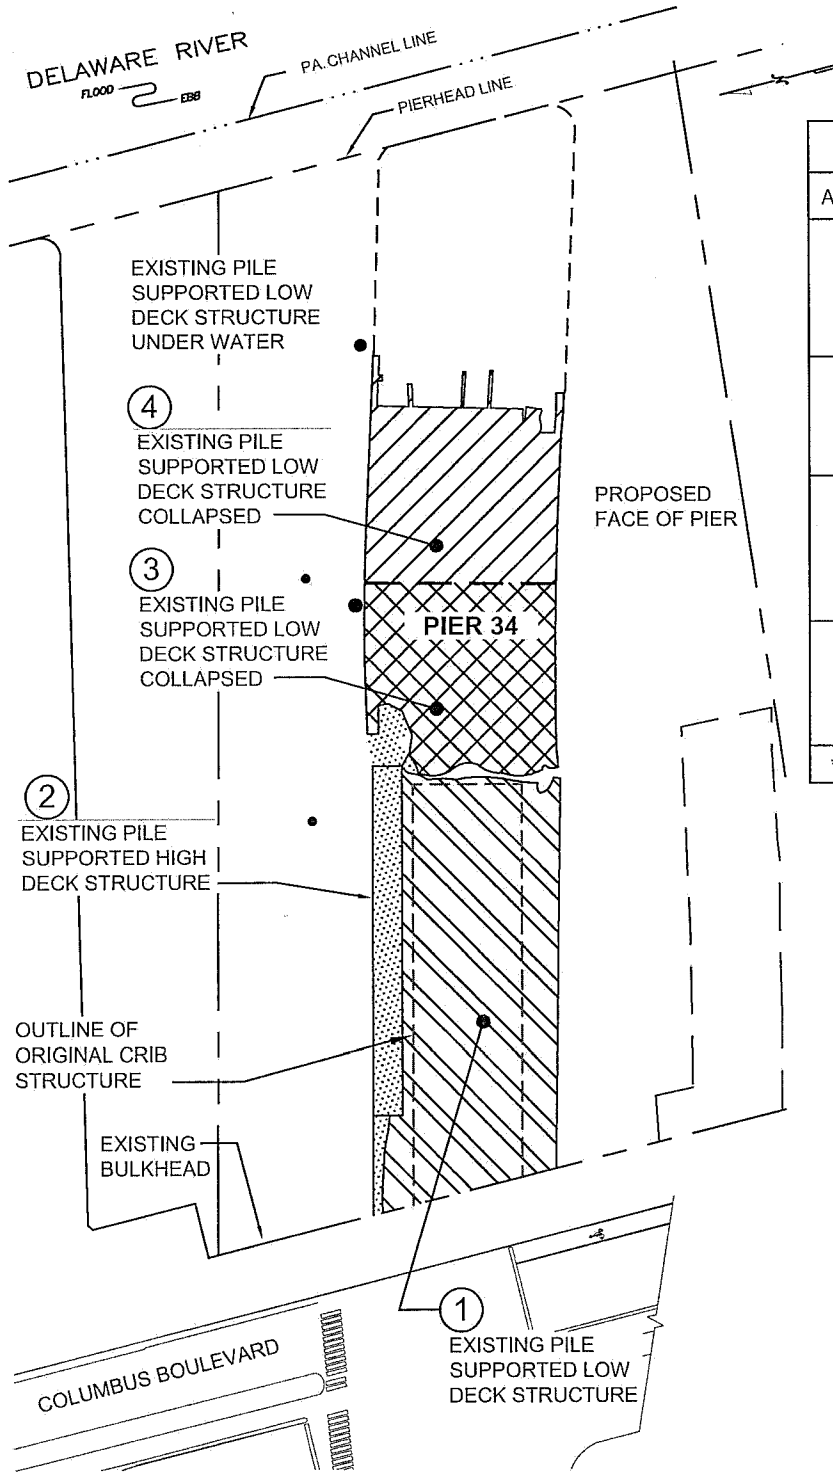 DELAWARE RIVER
FLOOD
EBB
PA. CHANNEL LINE
PIERHEAD LINE
A
EXISTING PILE
SUPPORTED LOW
DECK STRUCTURE
UNDER WATER
4
EXISTING PILE
SUPPORTED LOW
DECK STRUCTURE
COLLAPSED
PROPOSED
FACE OF PIER
3
EXISTING PILE
SUPPORTED LOW
DECK STRUCTURE
COLLAPSED
PIER 34
2
EXISTING PILE
SUPPORTED HIGH
DECK STRUCTURE
OUTLINE OF
ORIGINAL CRIB
STRUCTURE
EXISTING
BULKHEAD
1
EXISTING PILE
SUPPORTED LOW
DECK STRUCTURE
COLUMBUS BOULEVARD